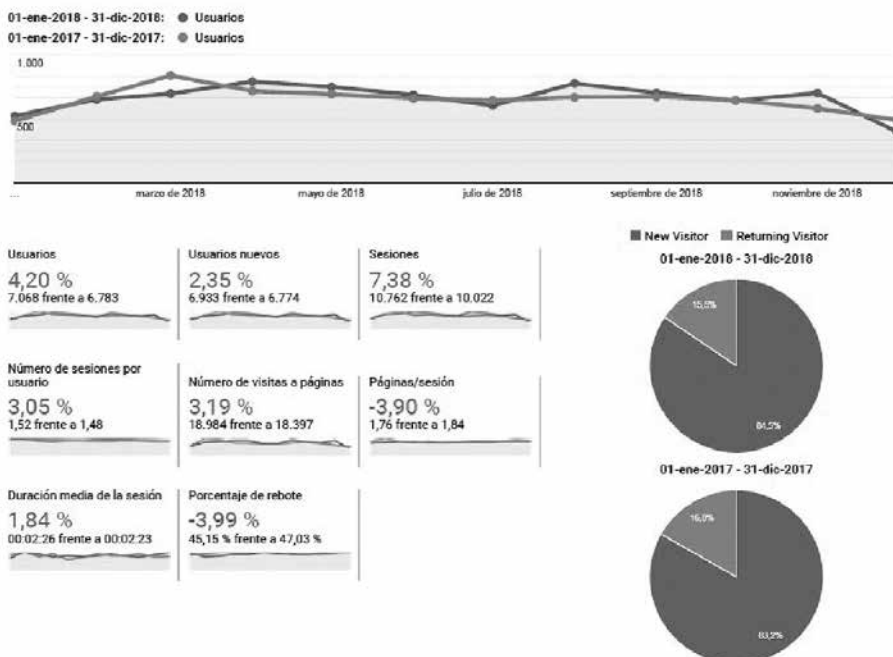 01-ene-2018 - 31-dic-2018: Usuarios
01-ene-2017 - 31-dic-2017: Usuarios
1.000
500
...
marzo de 2018
mayo de 2018
julio de 2018
septiembre de 2018
noviembre de 2018
Usuarios
4,20 %
7.068 frente a 6.783
Usuarios nuevos
2,35 %
6.933 frente a 6.774
Sesiones
7,38 %
10.762 frente a 10.022
Número de sesiones por
usuario
3,05 %
1,52 frente a 1,48
Número de visitas a páginas
3,19 %
18.984 frente a 18.397
Páginas/sesión
-3,90 %
1,76 frente a 1,84
Duración media de la sesión
1,84 %
00:02:26 frente a 00:02:23
Porcentaje de rebote
-3,99 %
45,15 % frente a 47,03 %
New Visitor Returning Visitor
01-ene-2018 - 31-dic-2018
84,5%
01-ene-2017 - 31-dic-2017
83,2%